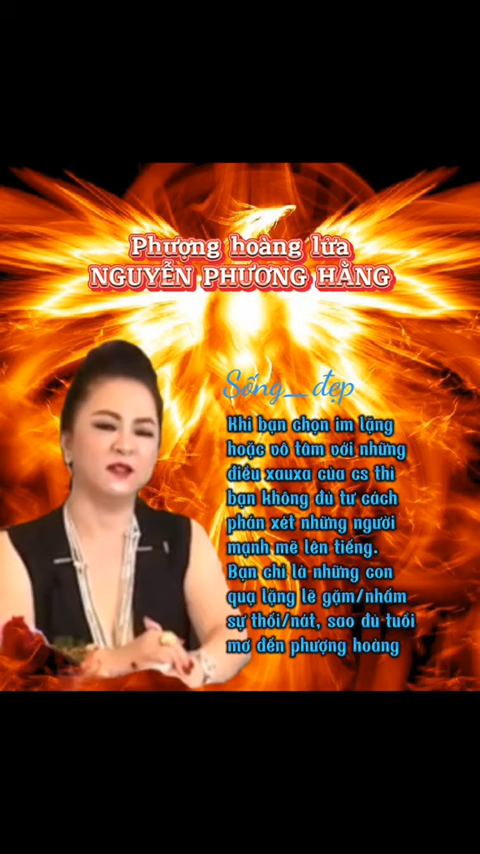 Phượng hoàng lửa
NGUYỄN PHƯƠNG HẰNG
Sống_ đẹp
Khi bạn chọn im lặng
hoặc vô tâm với những
điều xauxa của cs thì
bạn không đủ tư cách
phán xét những người
mạnh mẽ lên tiếng.
Bạn chỉ là những con
quạ lặng lẽ gặm/nhấm
sự thối/nát, sao đủ tuổi
mơ đến phượng hoàng